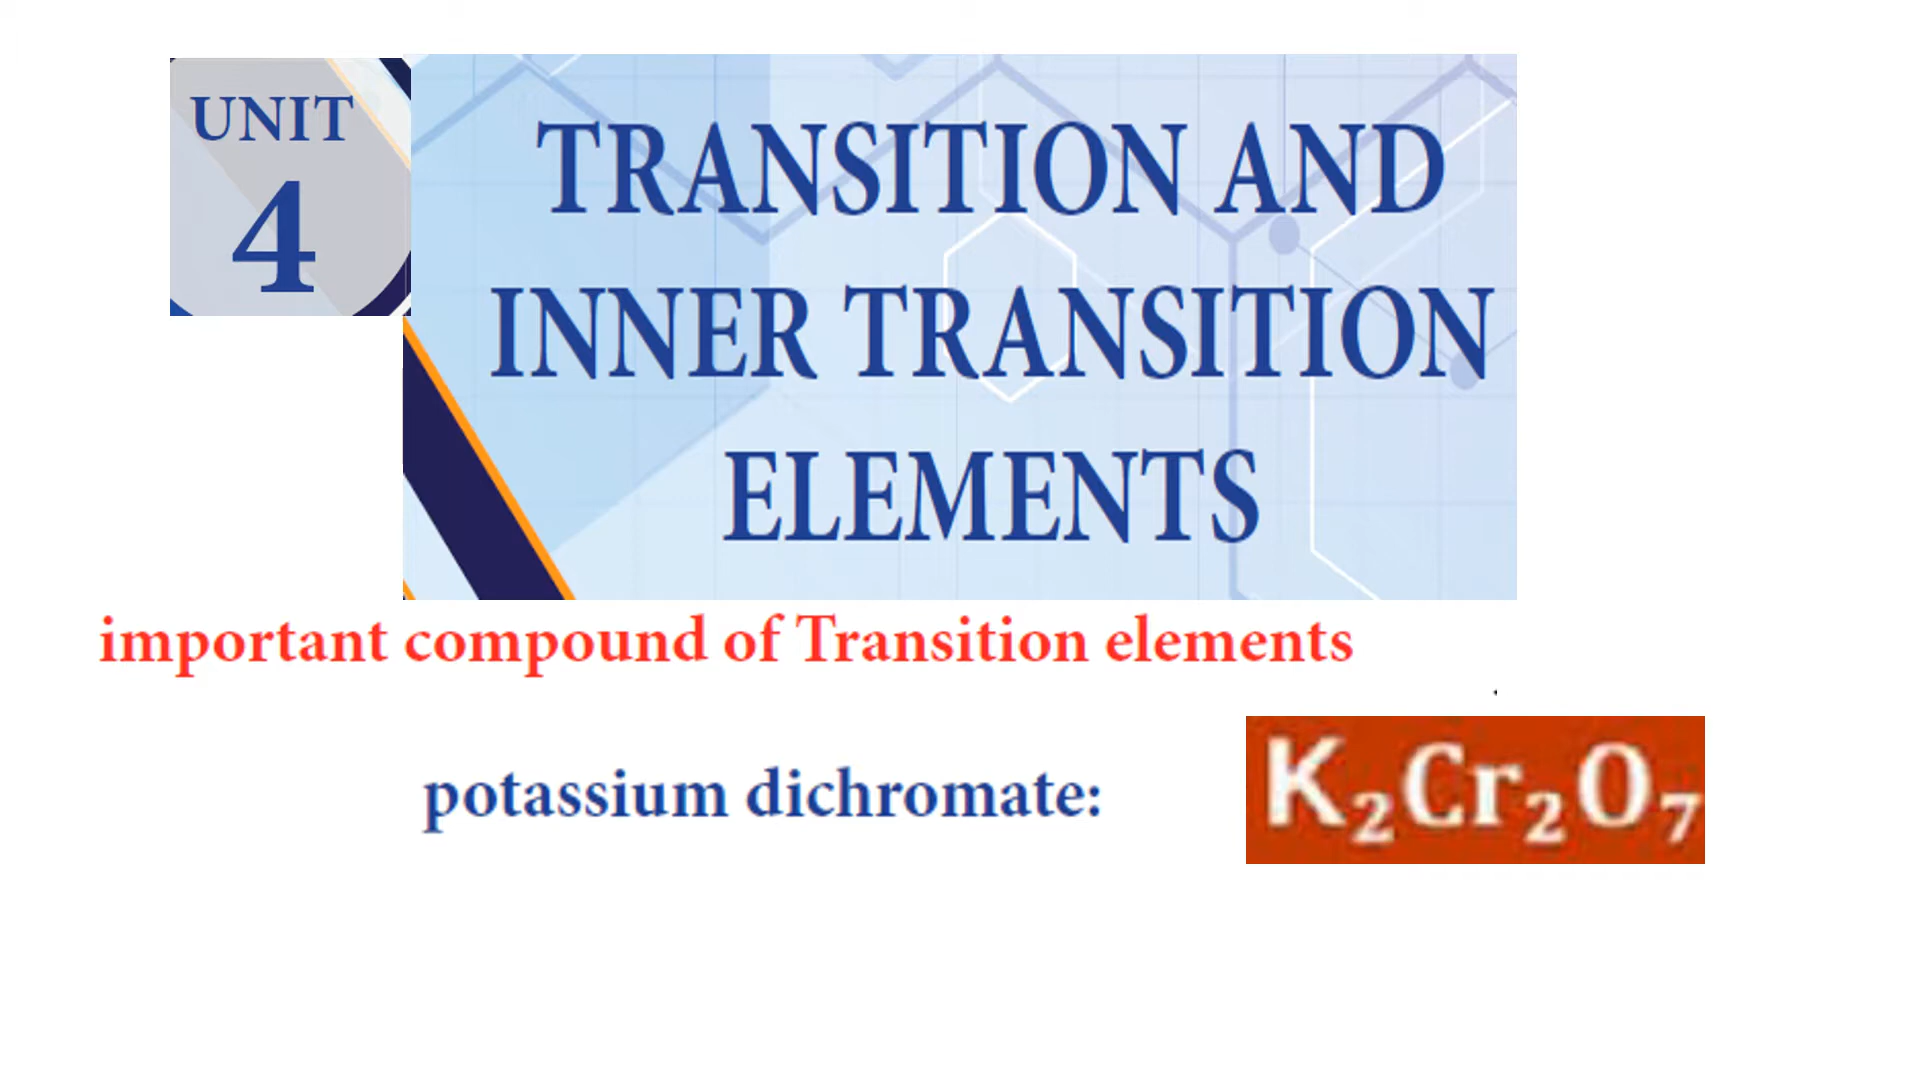 UNIT
4
TRANSITION AND
INNER TRANSITION
ELEMENTS
important compound of Transition elements
potassium dichromate:
K₂Cr₂O₇